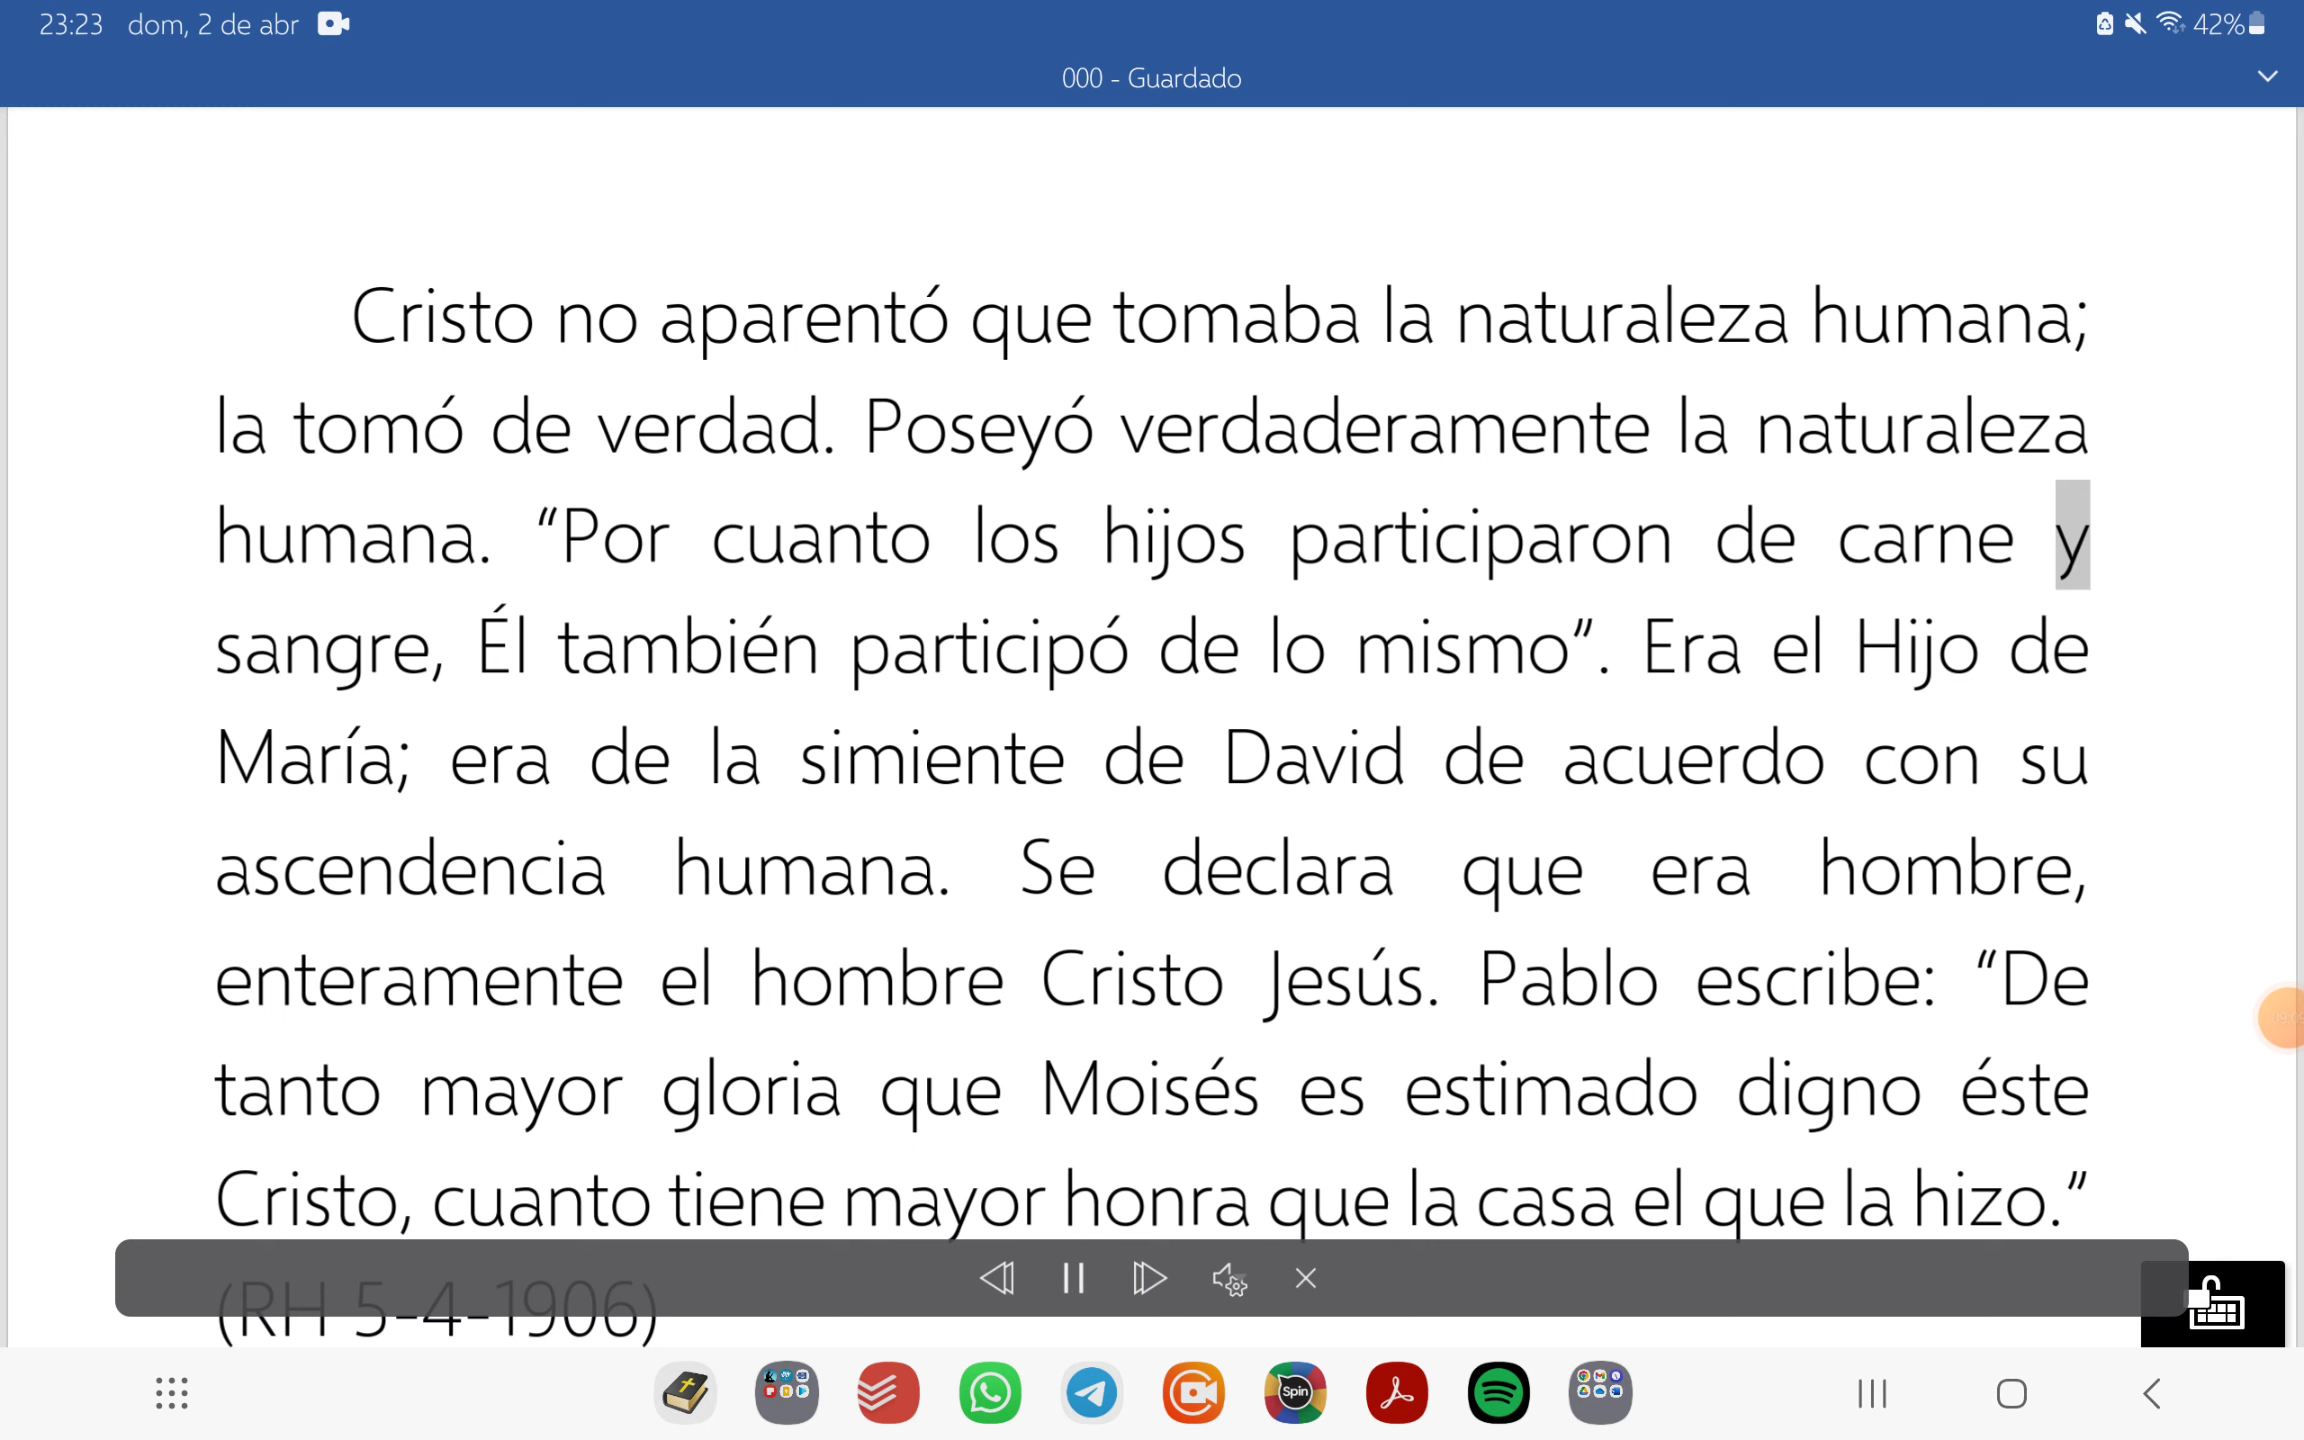 23:23 dom, 2 de abr 42%
000 - Guardado
Cristo no aparentó que tomaba la naturaleza humana;
la tomó de verdad. Poseyó verdaderamente la naturaleza
humana. “Por cuanto los hijos participaron de carne y
sangre, Él también participó de lo mismo”. Era el Hijo de
María; era de la simiente de David de acuerdo con su
ascendencia humana. Se declara que era hombre,
enteramente el hombre Cristo Jesús. Pablo escribe: “De
tanto mayor gloria que Moisés es estimado digno éste
Cristo, cuanto tiene mayor honra que la casa el que la hizo.”
(RH 5-4-1906)
Spin